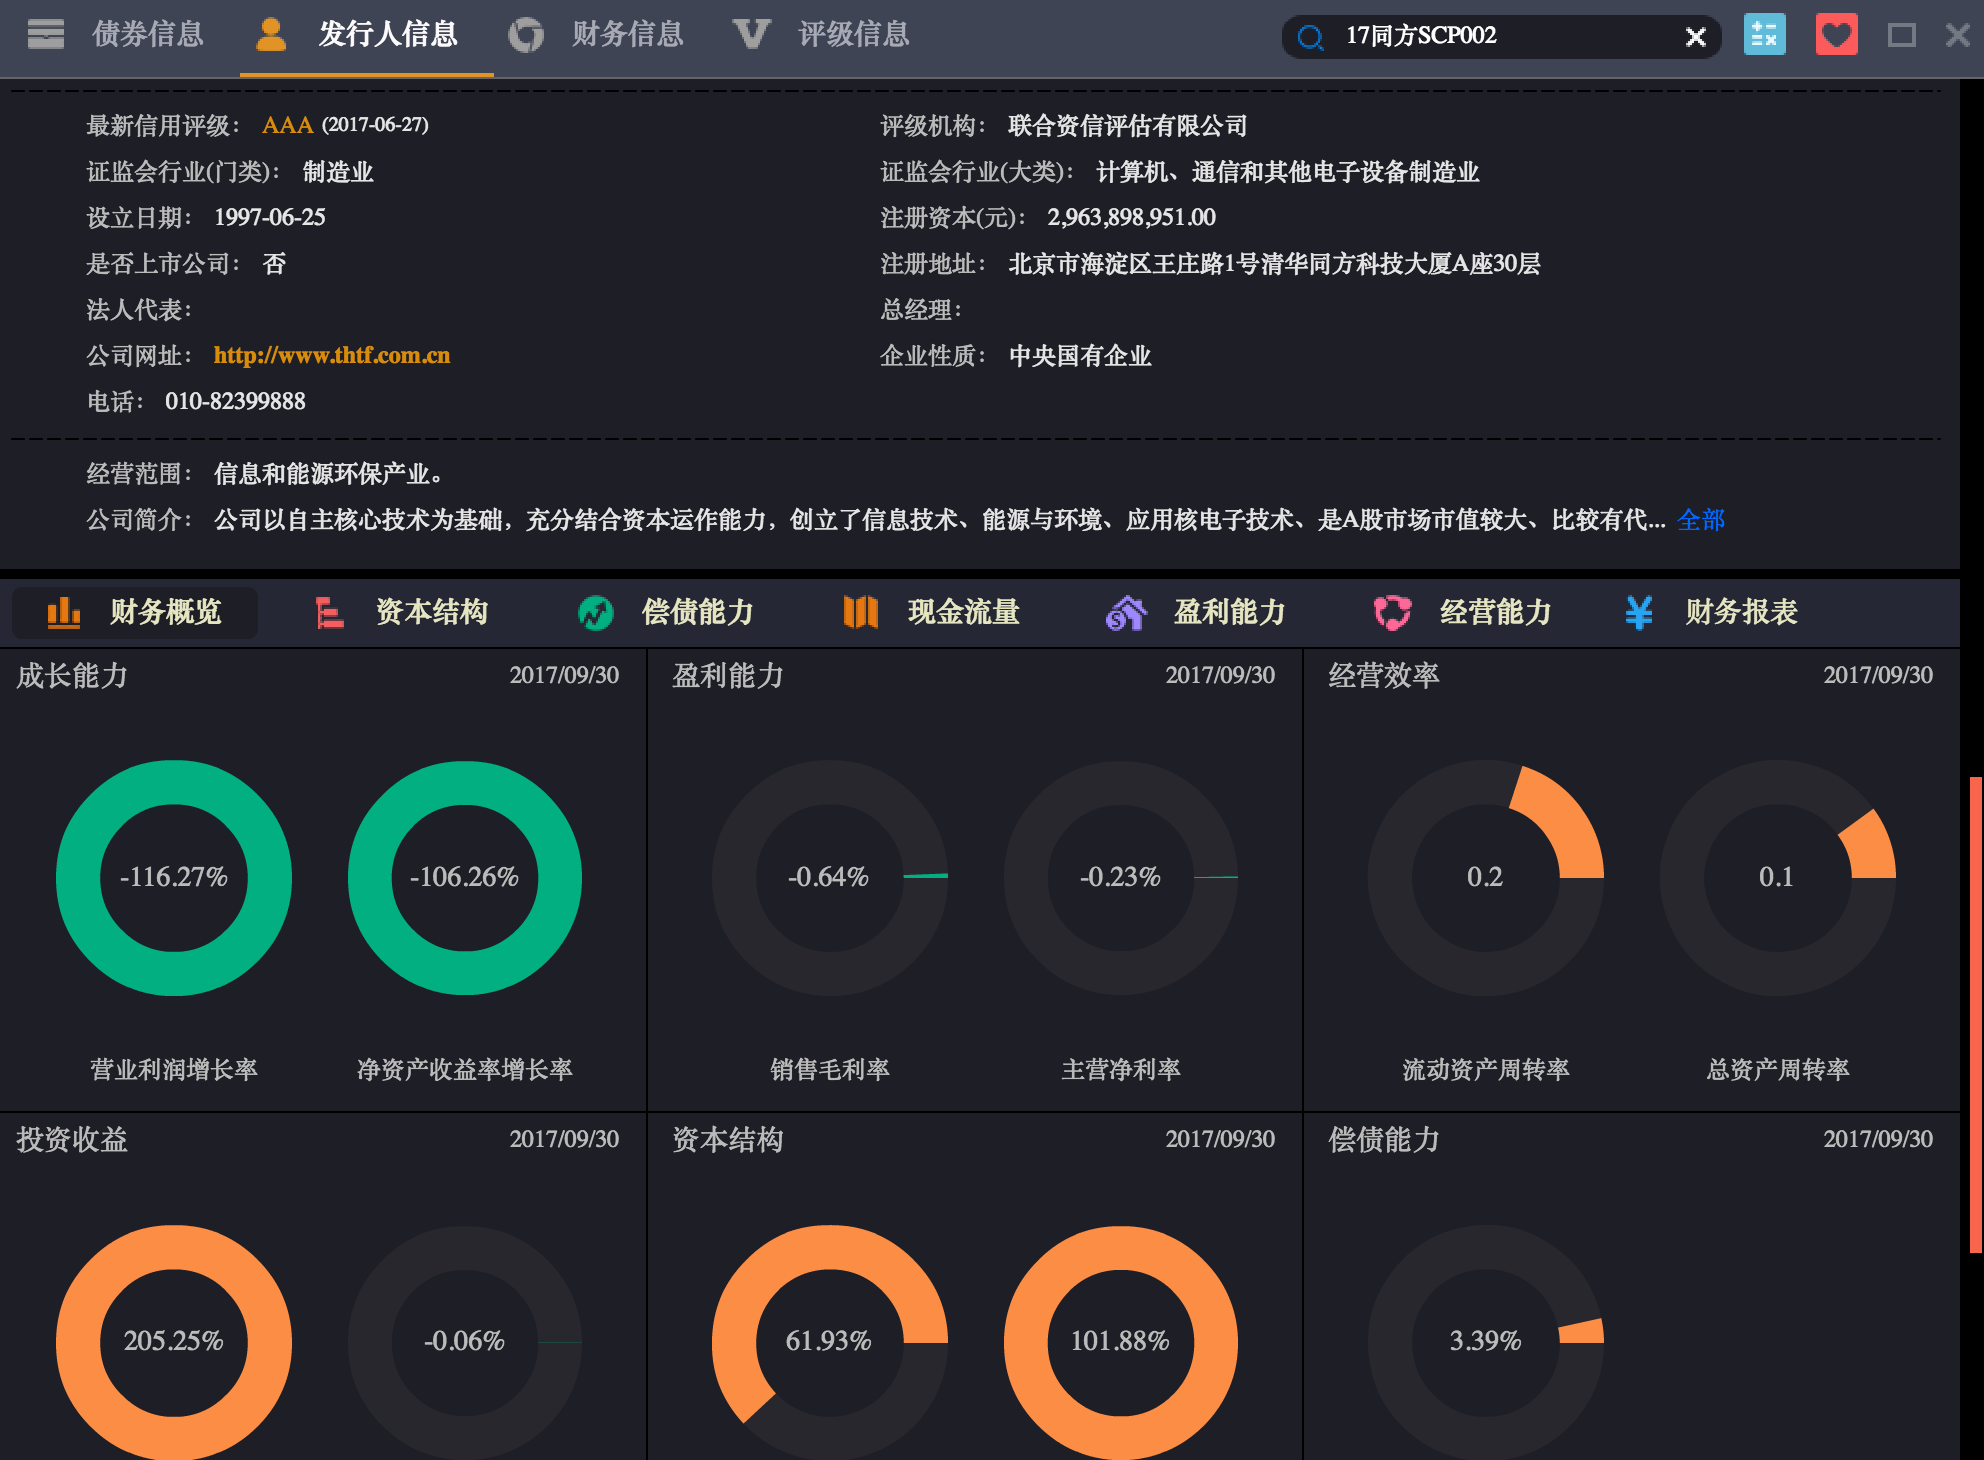 债券信息 发行人信息 财务信息 评级信息 17同方SCP002
最新信用评级： AAA (2017-06-27) 评级机构： 联合资信评估有限公司
证监会行业(门类)： 制造业 证监会行业(大类)： 计算机、通信和其他电子设备制造业
设立日期： 1997-06-25 注册资本(元)： 2,963,898,951.00
是否上市公司： 否 注册地址： 北京市海淀区王庄路1号清华同方科技大厦A座30层
法人代表： 总经理：
公司网址： http://www.thtf.com.cn 企业性质： 中央国有企业
电话： 010-82399888
经营范围： 信息和能源环保产业。
公司简介： 公司以自主核心技术为基础，充分结合资本运作能力，创立了信息技术、能源与环境、应用核电子技术、是A股市场市值较大、比较有代... 全部
财务概览 资本结构 偿债能力 现金流量 盈利能力 经营能力 财务报表
成长能力 2017/09/30 盈利能力 2017/09/30 经营效率 2017/09/30
-116.27% -106.26% -0.64% -0.23% 0.2 0.1
营业利润增长率 净资产收益率增长率 销售毛利率 主营净利率 流动资产周转率 总资产周转率
投资收益 2017/09/30 资本结构 2017/09/30 偿债能力 2017/09/30
205.25% -0.06% 61.93% 101.88% 3.39%